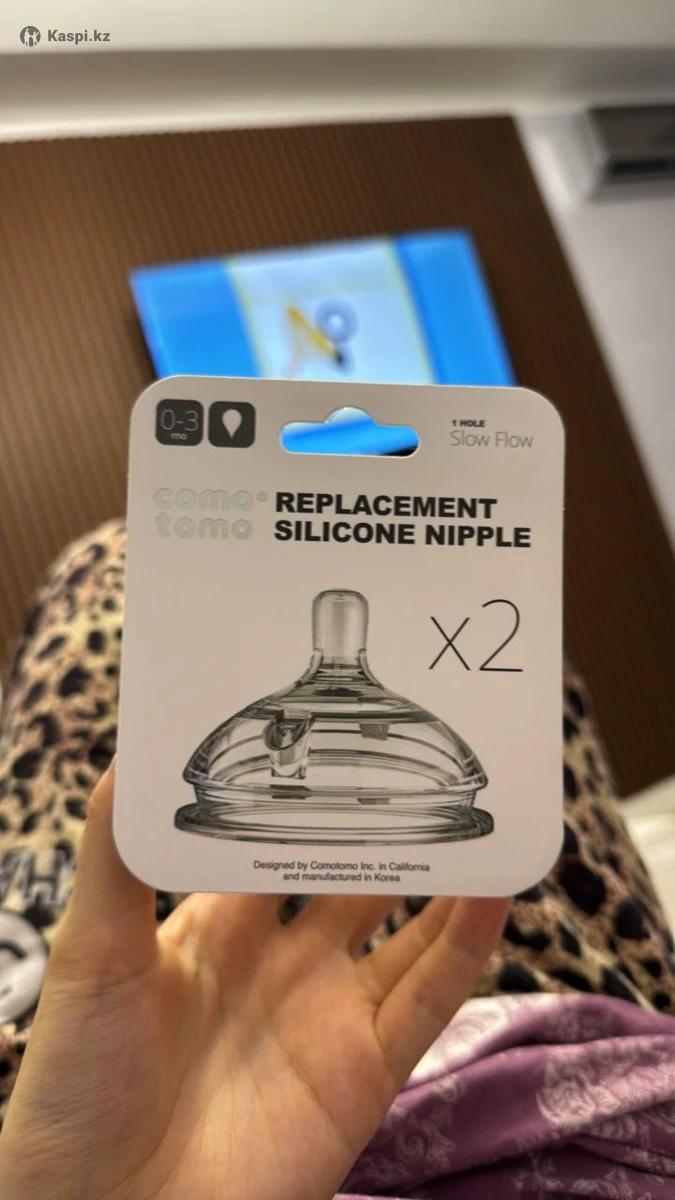 Kaspi.kz
0-3
mo
1 HOLE
Slow Flow
como®
tomo
REPLACEMENT
SILICONE NIPPLE
x2
Designed by Comotomo Inc. in California
and manufactured in Korea